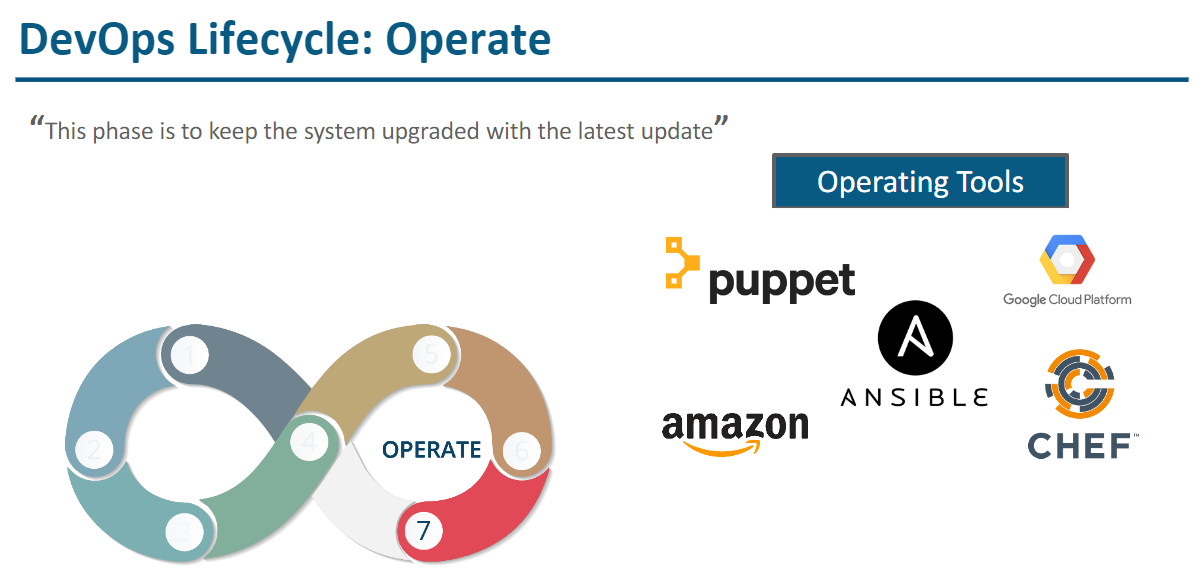 DevOps Lifecycle: Operate
“This phase is to keep the system upgraded with the latest update”
Operating Tools
puppet
Google Cloud Platform
ANSIBLE
amazon
CHEF™
1
5
2
4
OPERATE
6
3
7